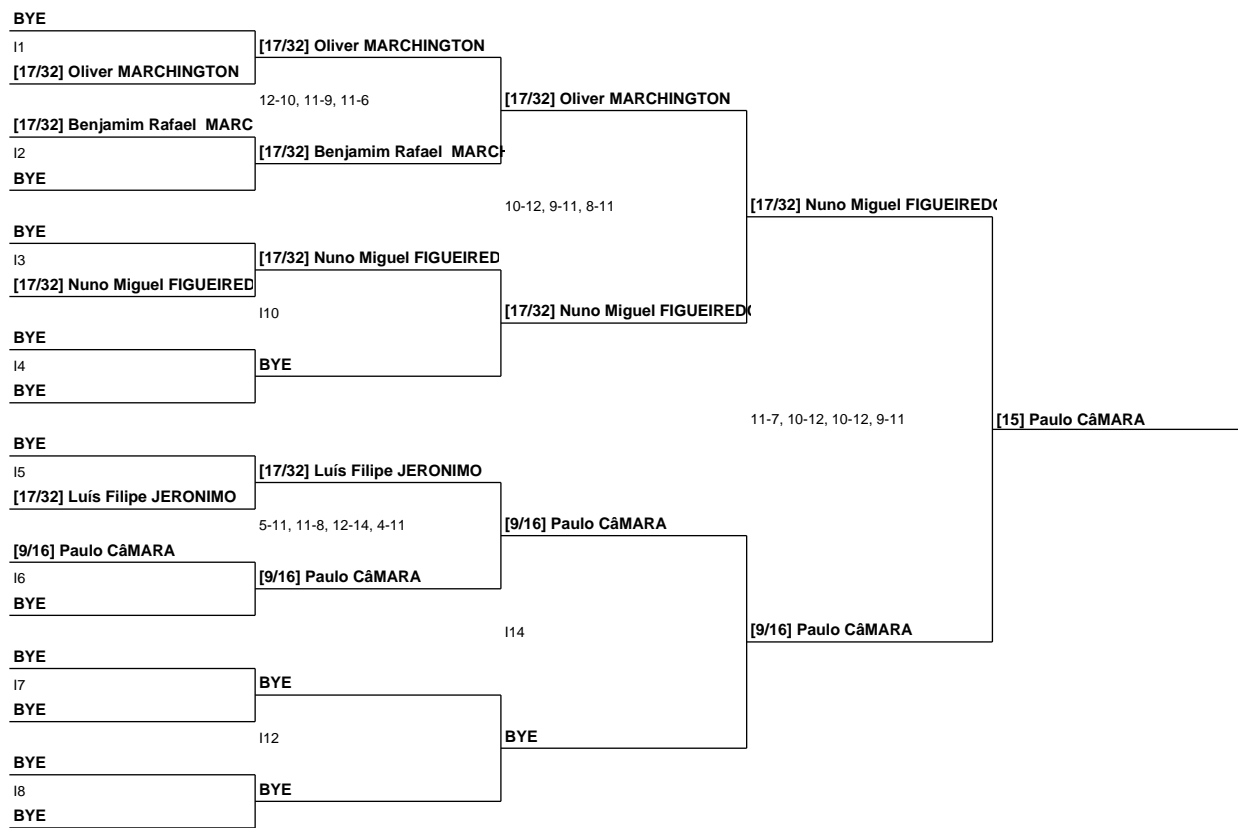 BYE
I1
[17/32] Oliver MARCHINGTON
[17/32] Benjamim Rafael  MARC
I2
BYE
BYE
I3
[17/32] Nuno Miguel FIGUEIRED
BYE
I4
BYE
BYE
I5
[17/32] Luís Filipe JERONIMO
[9/16] Paulo CâMARA
I6
BYE
BYE
I7
BYE
BYE
I8
BYE
[17/32] Oliver MARCHINGTON
12-10, 11-9, 11-6
[17/32] Benjamim Rafael  MARCH
[17/32] Nuno Miguel FIGUEIRED
I10
BYE
[17/32] Luís Filipe JERONIMO
5-11, 11-8, 12-14, 4-11
[9/16] Paulo CâMARA
BYE
I12
BYE
[17/32] Oliver MARCHINGTON
10-12, 9-11, 8-11
[17/32] Nuno Miguel FIGUEIREDO
[9/16] Paulo CâMARA
I14
BYE
[17/32] Nuno Miguel FIGUEIREDO
11-7, 10-12, 10-12, 9-11
[9/16] Paulo CâMARA
[15] Paulo CâMARA